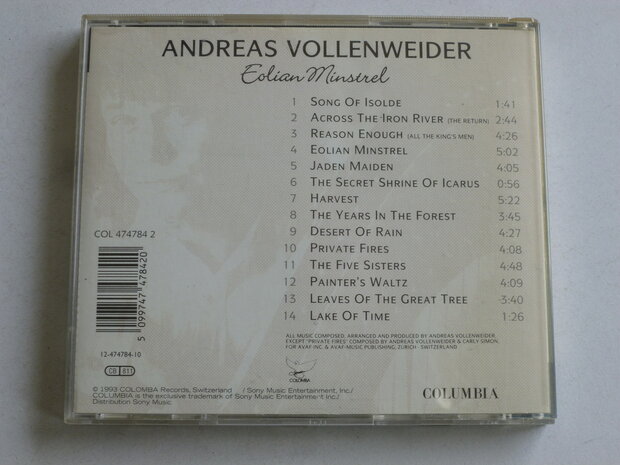 ANDREAS VOLLENWEIDER
Eolian Minstrel
1 SONG OF ISOLDE 1:41
2 ACROSS THE IRON RIVER (THE RETURN) 2:44
3 REASON ENOUGH (ALL THE KING'S MEN) 4:26
4 EOLIAN MINSTREL 5:02
5 JADEN MAIDEN 4:05
6 THE SECRET SHRINE OF ICARUS 0:56
7 HARVEST 5:22
8 THE YEARS IN THE FOREST 3:45
9 DESERT OF RAIN 4:27
10 PRIVATE FIRES 4:08
11 THE FIVE SISTERS 4:48
12 PAINTER'S WALTZ 4:09
13 LEAVES OF THE GREAT TREE 3:40
14 LAKE OF TIME 1:26
COL 474784 2
5 099747 478420
12-474784-10
CB 811
ALL MUSIC COMPOSED, ARRANGED AND PRODUCED BY ANDREAS VOLLENWEIDER,
EXCEPT "PRIVATE FIRES" COMPOSED BY ANDREAS VOLLENWEIDER & CARLY SIMON.
FOR AVAF-INC. & AVAF-MUSIC PUBLISHING, ZURICH - SWITZERLAND
COLOMBA
COLUMBIA
© 1993 COLOMBA Records, Switzerland / Sony Music Entertainment, Inc./
COLUMBIA is the exclusive trademark of Sony Music Entertainment, Inc./
Distribution Sony Music